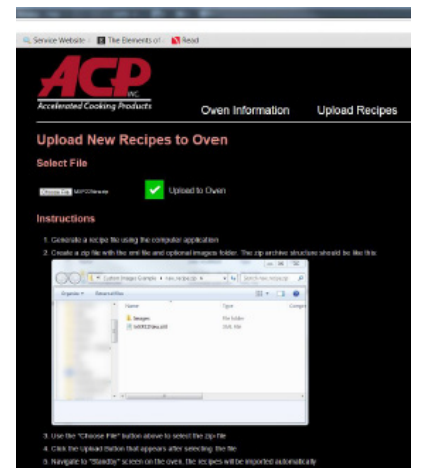 Service Website
The Elements of
Read
ACP
INC.
Accelerated Cooking Products
Oven Information
Upload Recipes
Upload New Recipes to Oven
Select File
Choose File
Upload to Oven
Instructions
1. Generate a recipe file using the computer application
2. Create a zip file with the xml file and optional images folder. The zip archive structure should be like this:
Custom Images Example
Organize
Name
Type
Images
File folder
XML File
3. Use the "Choose File" button above to select the zip file
4. Click the Upload Button that appears after selecting the file
5. Navigate to "Standby" screen on the oven, the recipes will be imported automatically